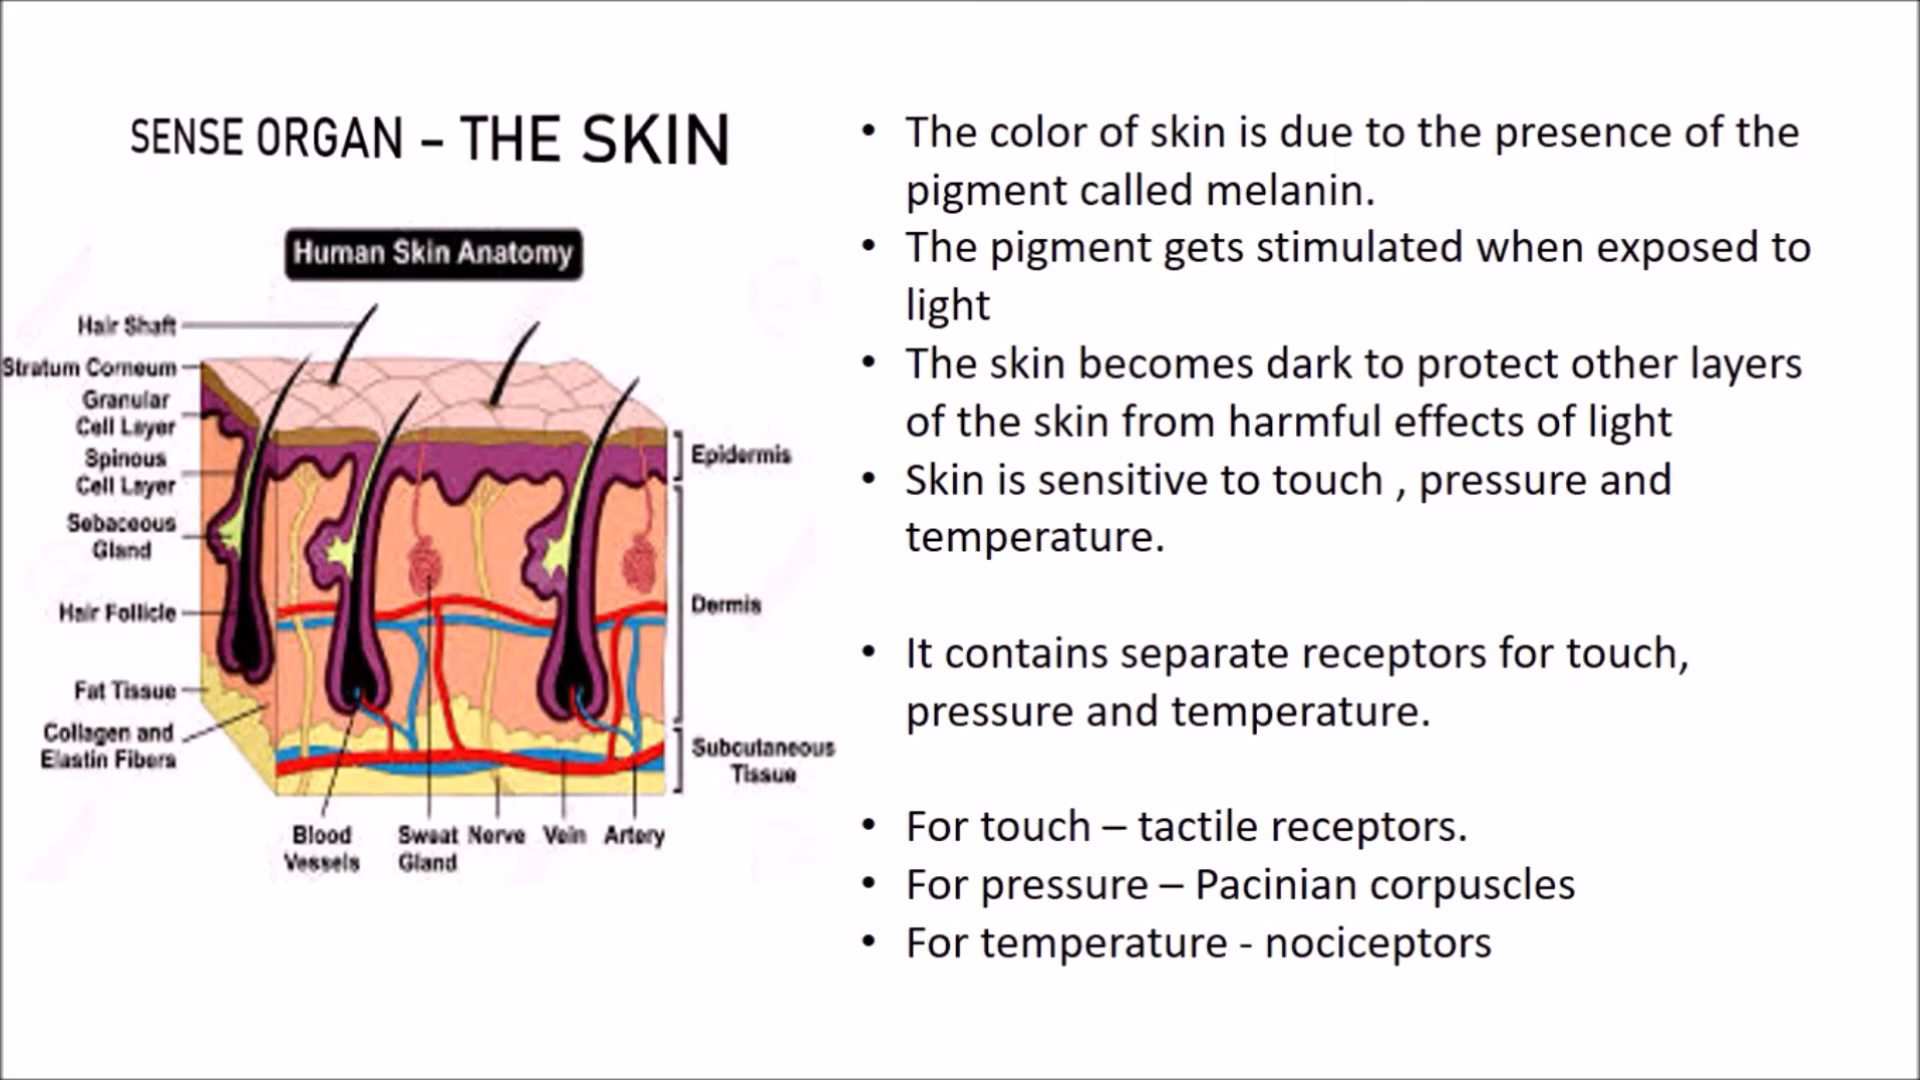 SENSE ORGAN – THE SKIN
Human Skin Anatomy
Hair Shaft
Stratum Corneum
Granular
Cell Layer
Spinous
Cell Layer
Sebaceous
Gland
Hair Follicle
Fat Tissue
Collagen and
Elastin Fibers
Epidermis
Dermis
Subcutaneous
Tissue
Blood
Vessels
Sweat
Gland
Nerve
Vein
Artery
• The color of skin is due to the presence of the
pigment called melanin.
• The pigment gets stimulated when exposed to
light
• The skin becomes dark to protect other layers
of the skin from harmful effects of light
• Skin is sensitive to touch , pressure and
temperature.
• It contains separate receptors for touch,
pressure and temperature.
• For touch – tactile receptors.
• For pressure – Pacinian corpuscles
• For temperature - nociceptors